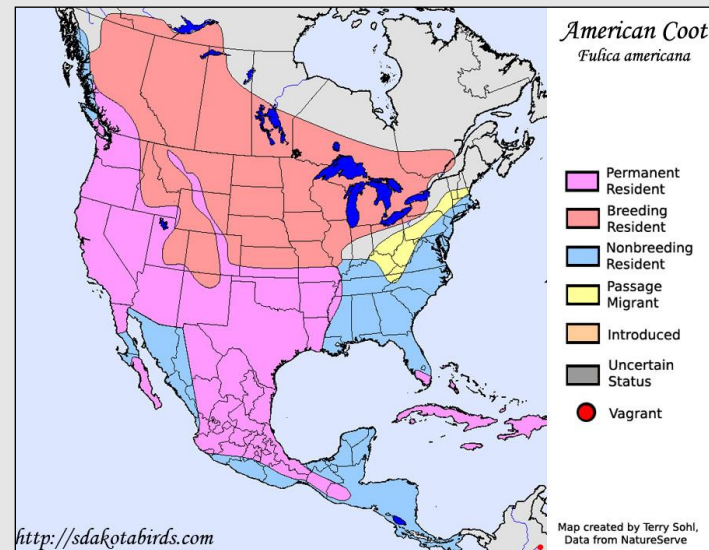 American Coot
Fulica americana
Permanent
Resident
Breeding
Resident
Nonbreeding
Resident
Passage
Migrant
Introduced
Uncertain
Status
Vagrant
http://sdakotabirds.com
Map created by Terry Sohl,
Data from NatureServe